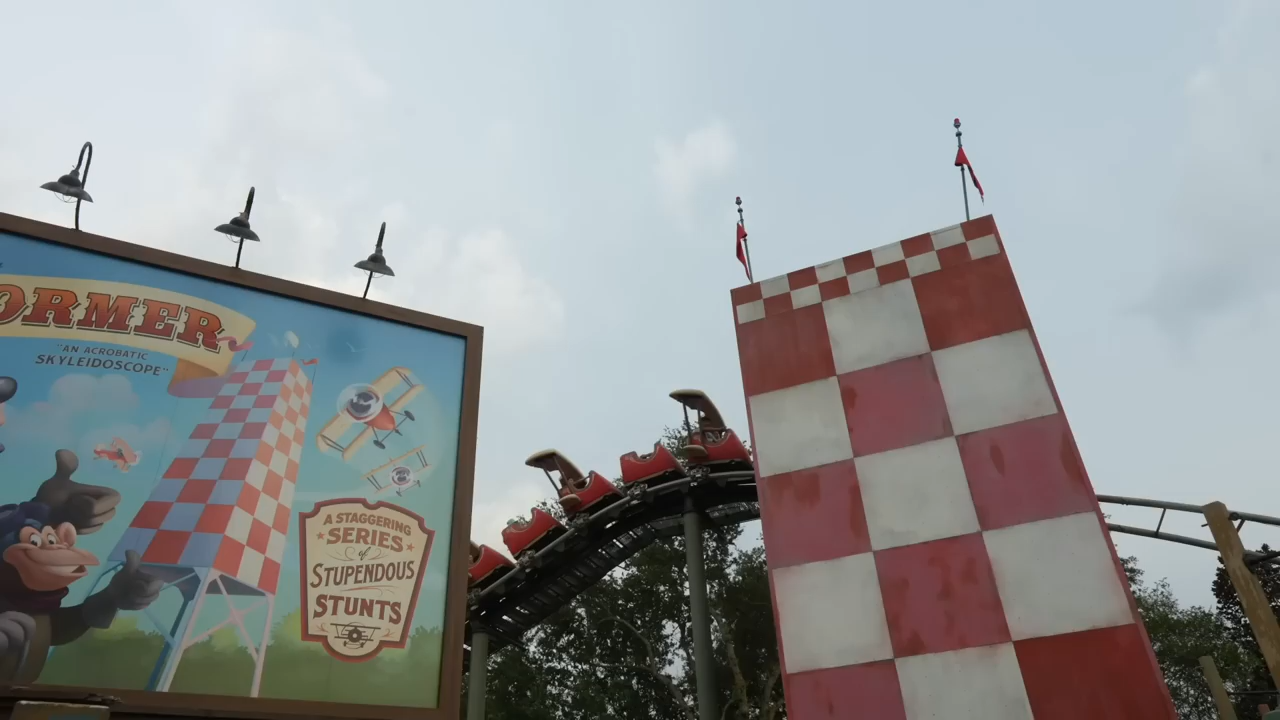 ORMER
"AN ACROBATIC
SKYLEIDOSCOPE"
A STAGGERING
SERIES
of
STUPENDOUS
STUNTS